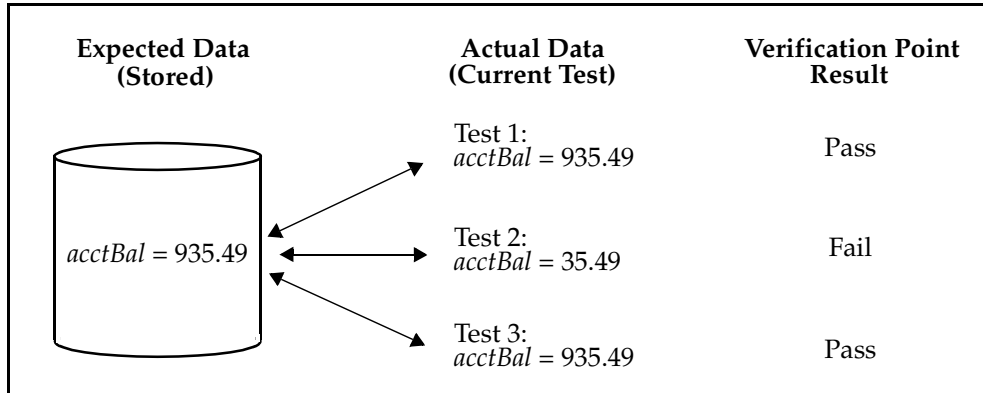 Expected Data
(Stored)
Actual Data
(Current Test)
Verification Point
Result
acctBal = 935.49
Test 1:
acctBal = 935.49
Pass
Test 2:
acctBal = 35.49
Fail
Test 3:
acctBal = 935.49
Pass